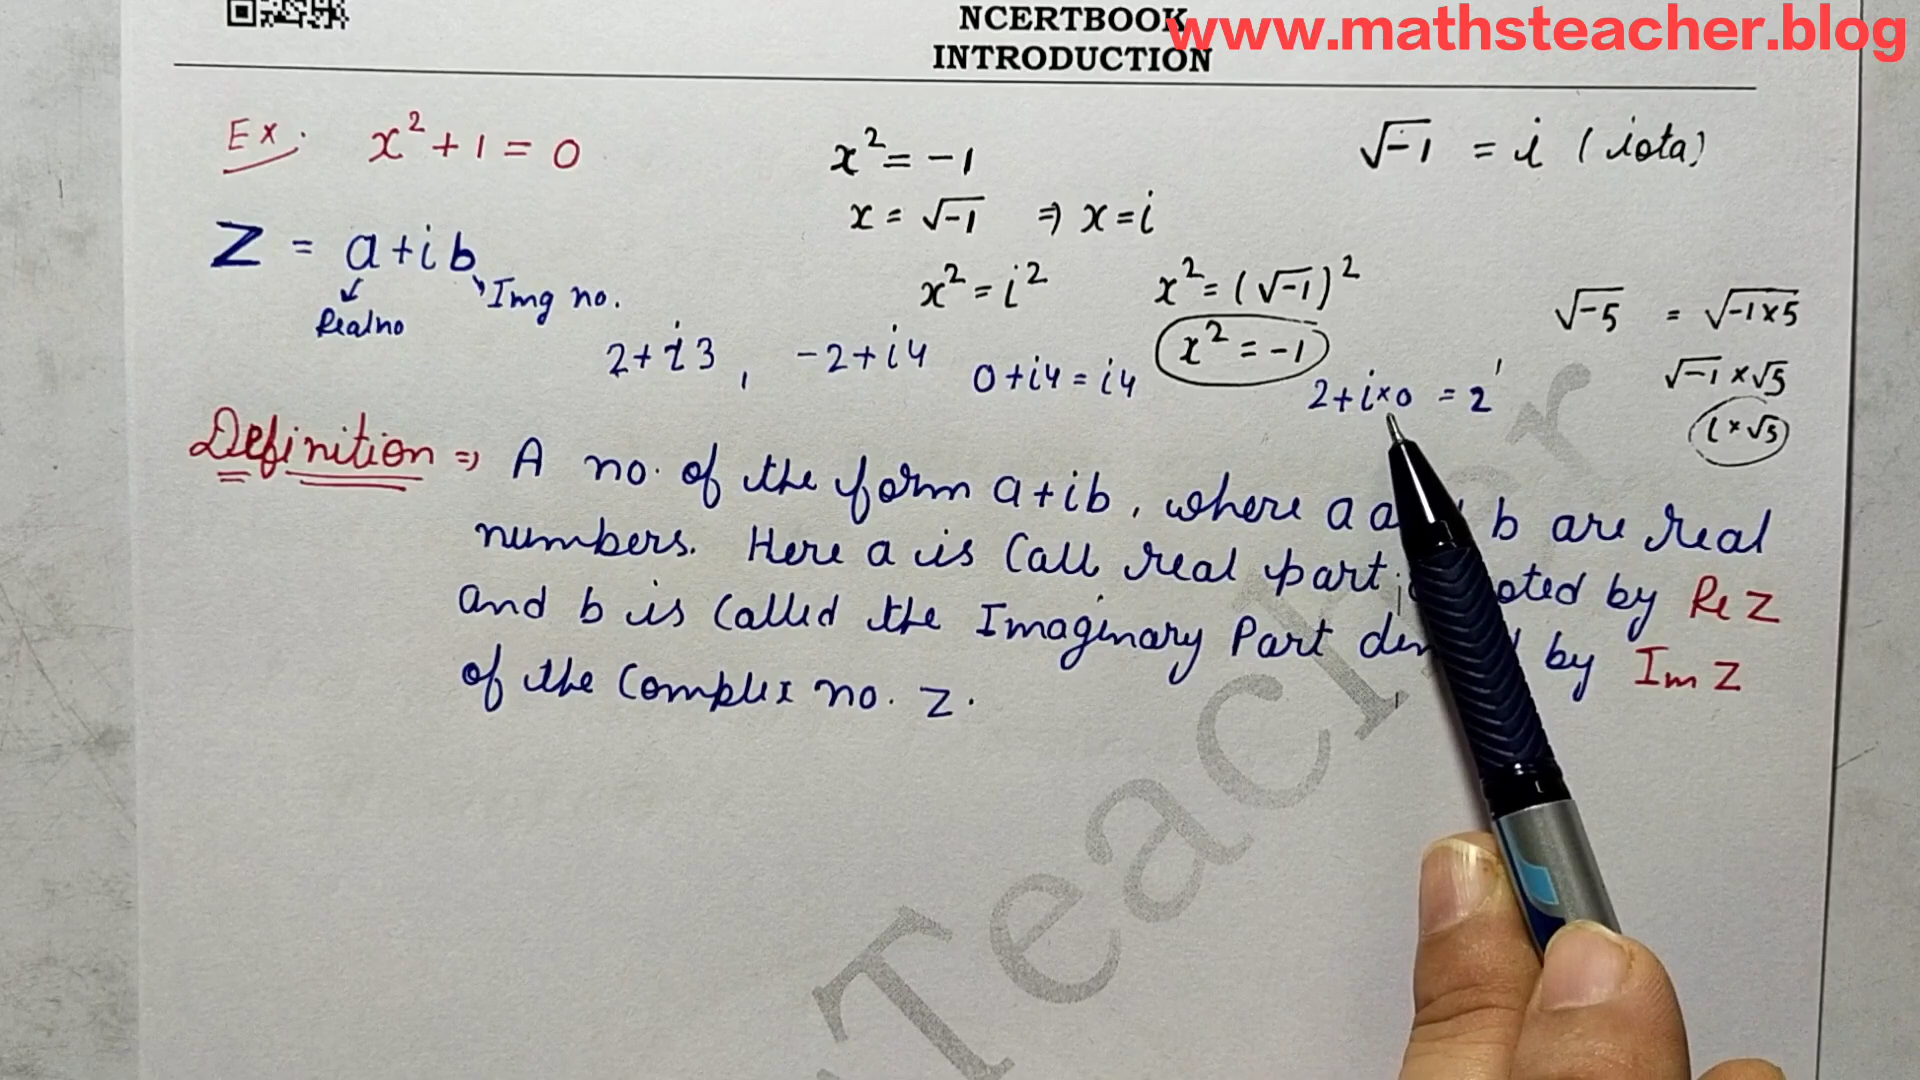 NCERTBOOK
www.mathsteacher.blog
INTRODUCTION
Ex. x² + 1 = 0
x² = -1
√-1 = i (iota)
x = √-1 ⇒ x = i
Z = a + i b
Real no
Img no.
x² = i²
x² = (√-1)²
x² = -1
√-5 = √-1×5
√-1 × √5
i × √5
2 + i3 , -2 + i4
0 + i4 = i4
2 + i×0 = 2
Definition ⇒ A no. of the form a + ib, where a b are real
numbers. Here a is Call real part by Re Z
and b is Called the Imaginary Part by Im Z
of the Complex no. Z.
Teacher